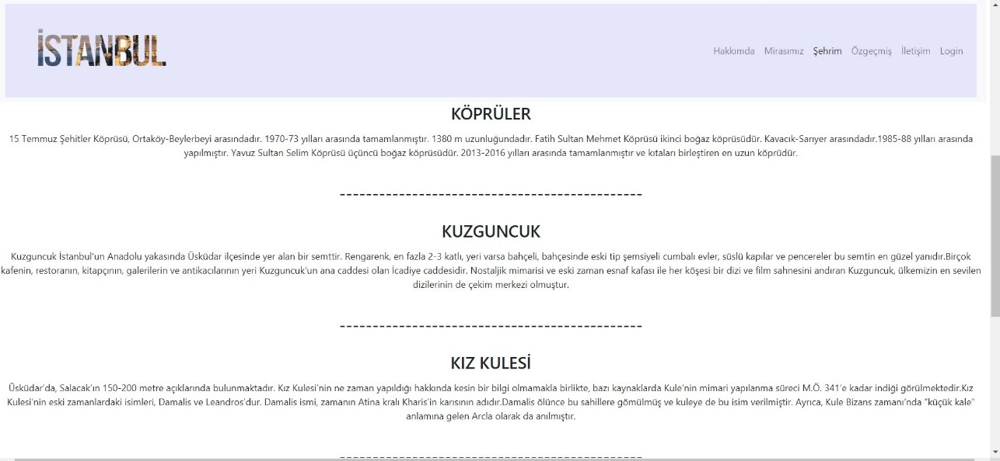 İSTANBUL
Hakkımda Mirasımız Şehrim Özgeçmiş İletişim Login
KÖPRÜLER
15 Temmuz Şehitler Köprüsü, Ortaköy-Beylerbeyi arasındadır. 1970-73 yılları arasında tamamlanmıştır. 1380 m uzunluğundadır. Fatih Sultan Mehmet Köprüsü ikinci boğaz köprüsüdür. Kavacık-Sarıyer arasındadır.1985-88 yılları arasında
yapılmıştır. Yavuz Sultan Selim Köprüsü üçüncü boğaz köprüsüdür. 2013-2016 yılları arasında tamamlanmıştır ve kıtaları birleştiren en uzun köprüdür.
----------------------------------------------
KUZGUNCUK
Kuzguncuk İstanbul'un Anadolu yakasında Üsküdar ilçesinde yer alan bir semttir. Rengarenk, en fazla 2-3 katlı, yeri varsa bahçeli, bahçesinde eski tip şemsiyeli cumbalı evler, süslü kapılar ve pencereler bu semtin en güzel yanıdır.Birçok
kafenin, restoranın, kitapçının, galerilerin ve antikacılarının yeri Kuzguncuk'un ana caddesi olan İcadiye caddesidir. Nostaljik mimarisi ve eski zaman esnaf kafası ile her köşesi bir dizi ve film sahnesini andıran Kuzguncuk, ülkemizin en sevilen
dizilerinin de çekim merkezi olmuştur.
----------------------------------------------
KIZ KULESİ
Üsküdar'da, Salacak'ın 150-200 metre açıklarında bulunmaktadır. Kız Kulesi'nin ne zaman yapıldığı hakkında kesin bir bilgi olmamakla birlikte, bazı kaynaklarda Kule'nin mimari yapılanma süreci M.Ö. 341'e kadar indiği görülmektedir.Kız
Kulesi'nin eski zamanlardaki isimleri, Damalis ve Leandros'dur. Damalis ismi, zamanın Atina kralı Kharis'in karısının adıdır.Damalis ölünce bu sahillere gömülmüş ve kuleye de bu isim verilmiştir. Ayrıca, Kule Bizans zamanı'nda "küçük kale"
anlamına gelen Arcla olarak da anılmıştır.
----------------------------------------------